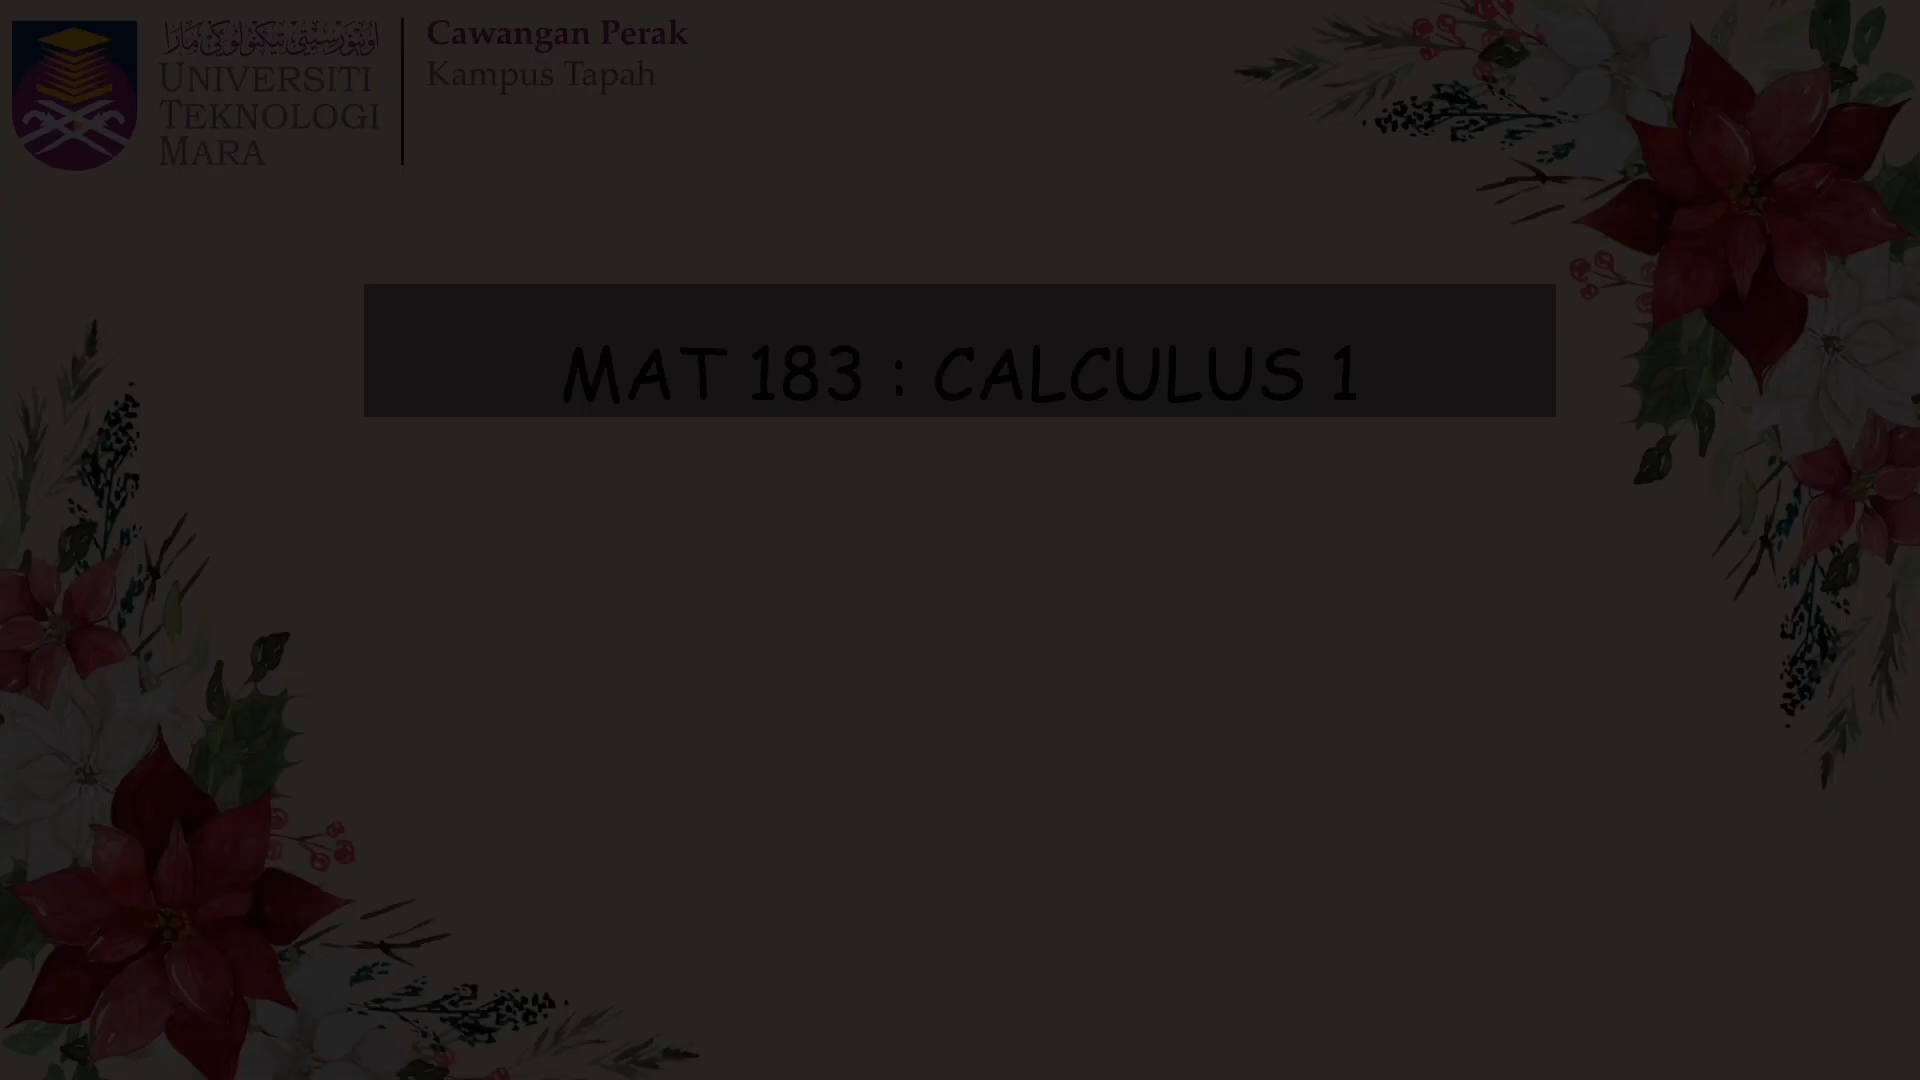 اونيۏرسيتي تيكنولوݢي مارا
UNIVERSITI
TEKNOLOGI
MARA
Cawangan Perak
Kampus Tapah
MAT 183 : CALCULUS 1